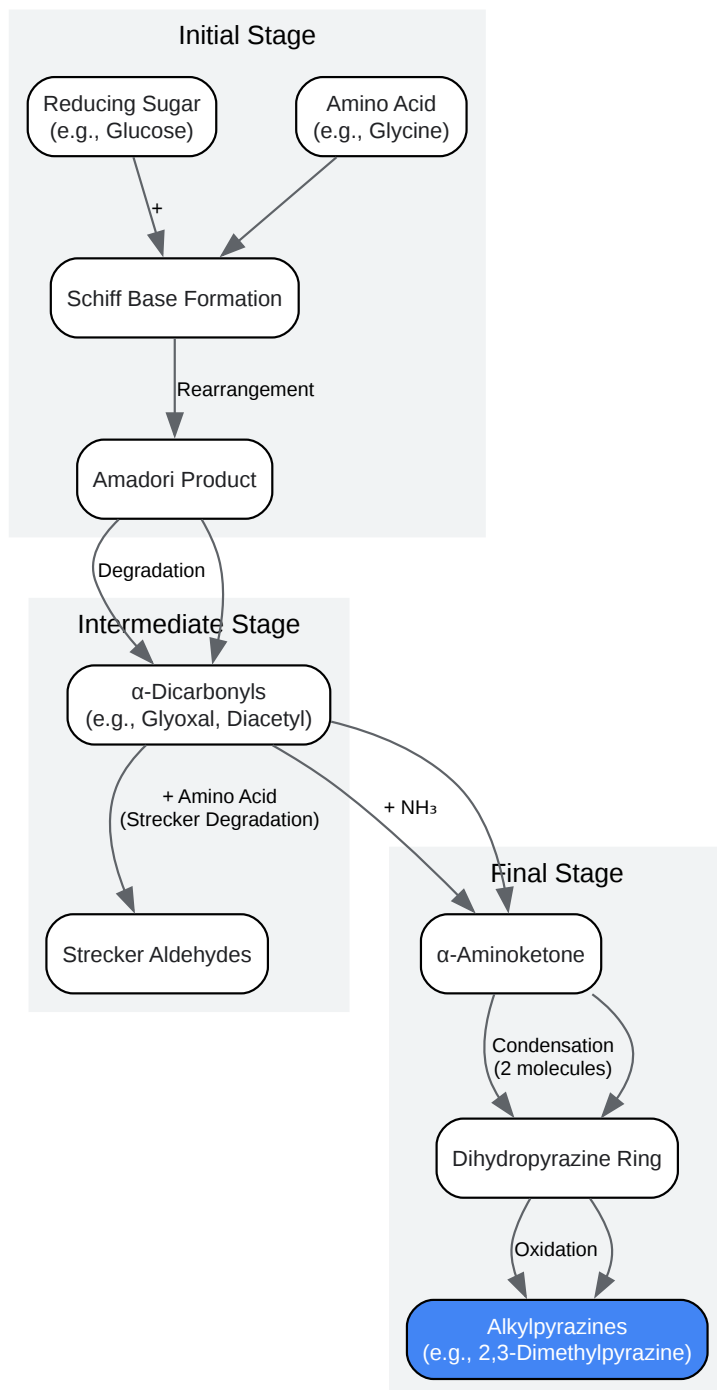 Initial Stage
Reducing Sugar
(e.g., Glucose)
Amino Acid
(e.g., Glycine)
+
Schiff Base Formation
Rearrangement
Amadori Product
Degradation
Intermediate Stage
α-Dicarbonyls
(e.g., Glyoxal, Diacetyl)
+ Amino Acid
(Strecker Degradation)
+ NH₃
Final Stage
Strecker Aldehydes
α-Aminoketone
Condensation
(2 molecules)
Dihydropyrazine Ring
Oxidation
Alkylpyrazines
(e.g., 2,3-Dimethylpyrazine)